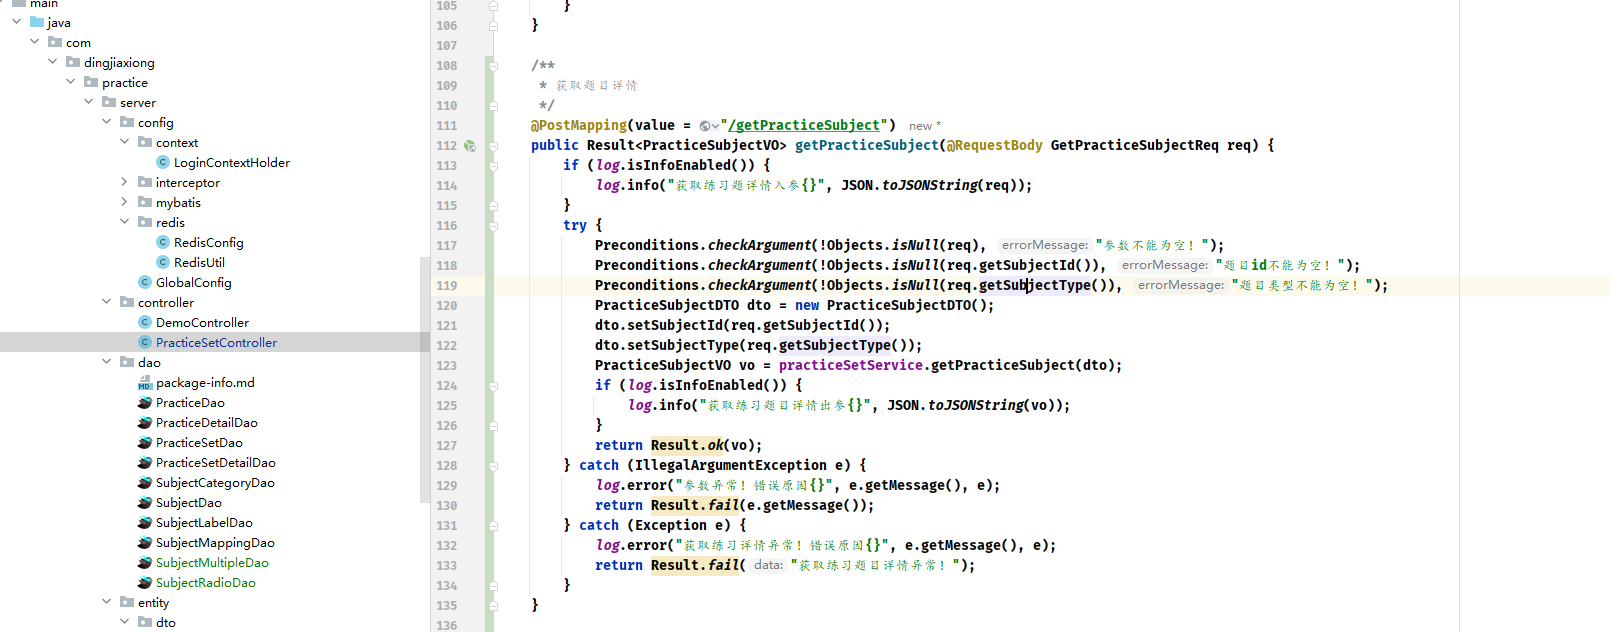 main
java
com
dingjiaxiong
practice
server
config
context
LoginContextHolder
interceptor
mybatis
redis
RedisConfig
RedisUtil
GlobalConfig
controller
DemoController
PracticeSetController
dao
package-info.md
PracticeDao
PracticeDetailDao
PracticeSetDao
PracticeSetDetailDao
SubjectCategoryDao
SubjectDao
SubjectLabelDao
SubjectMappingDao
SubjectMultipleDao
SubjectRadioDao
entity
dto
105 }
106 }
107
108 /**
109 * 获取题目详情
110 */
111 @PostMapping(value = "/getPracticeSubject") new *
112 public Result<PracticeSubjectVO> getPracticeSubject(@RequestBody GetPracticeSubjectReq req) {
113 if (log.isInfoEnabled()) {
114 log.info("获取练习题详情入参{}", JSON.toJSONString(req));
115 }
116 try {
117 Preconditions.checkArgument(!Objects.isNull(req), errorMessage: "参数不能为空！");
118 Preconditions.checkArgument(!Objects.isNull(req.getSubjectId()), errorMessage: "题目id不能为空！");
119 Preconditions.checkArgument(!Objects.isNull(req.getSubjectType()), errorMessage: "题目类型不能为空！");
120 PracticeSubjectDTO dto = new PracticeSubjectDTO();
121 dto.setSubjectId(req.getSubjectId());
122 dto.setSubjectType(req.getSubjectType());
123 PracticeSubjectVO vo = practiceSetService.getPracticeSubject(dto);
124 if (log.isInfoEnabled()) {
125 log.info("获取练习题目详情出参{}", JSON.toJSONString(vo));
126 }
127 return Result.ok(vo);
128 } catch (IllegalArgumentException e) {
129 log.error("参数异常！错误原因{}", e.getMessage(), e);
130 return Result.fail(e.getMessage());
131 } catch (Exception e) {
132 log.error("获取练习详情异常！错误原因{}", e.getMessage(), e);
133 return Result.fail( data: "获取练习题目详情异常！");
134 }
135 }
136